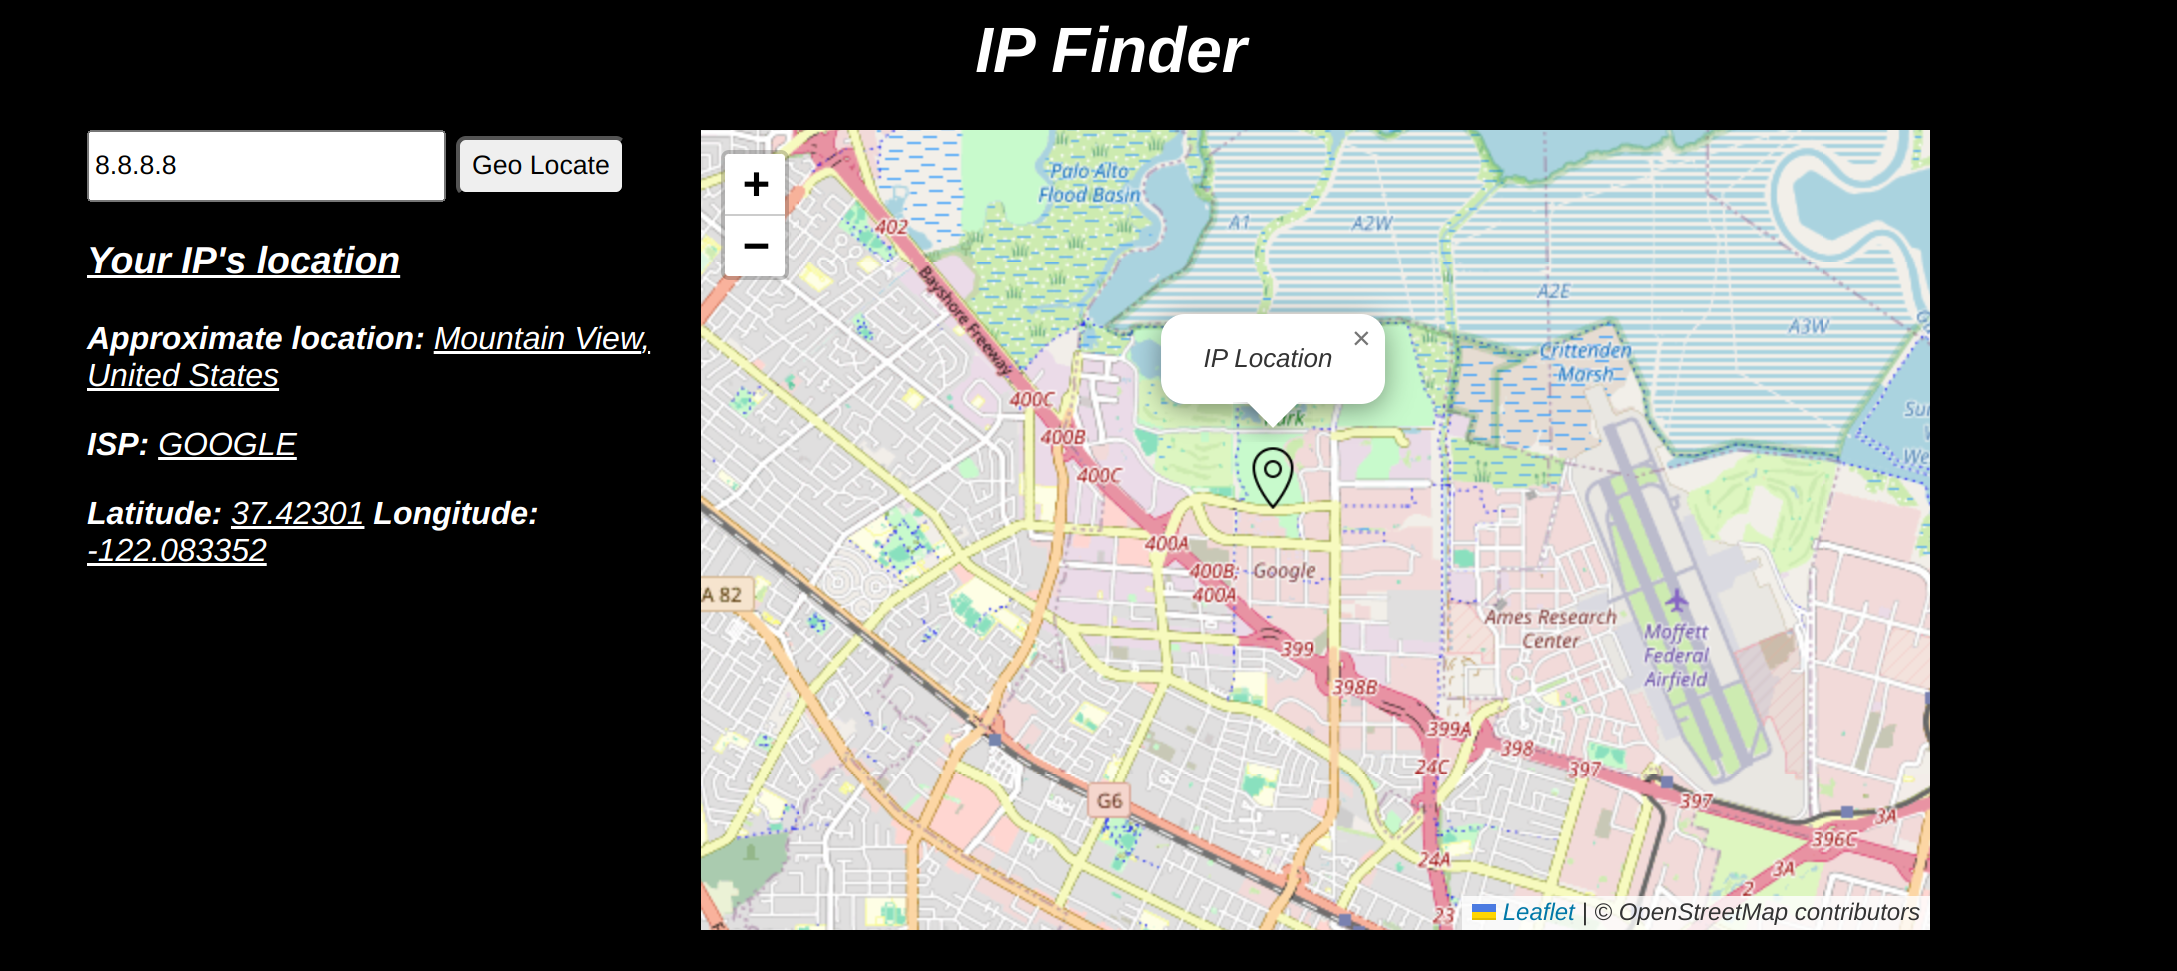 IP Finder
8.8.8.8
Geo Locate
Your IP's location
Approximate location: Mountain View,
United States
ISP: GOOGLE
Latitude: 37.42301 Longitude:
-122.083352
+
−
Palo Alto
Flood Basin
402
A1
A2W
A2E
A3W
Bayshore Freeway
IP Location
×
Crittenden
Marsh
400C
400B
400C
400A
400B;
400A
Google
A 82
Ames Research
Center
Moffett
Federal
Airfield
399
398B
399A
398
24C
397
397
G6
3A
396C
24A
3A
2
23
Leaflet | © OpenStreetMap contributors